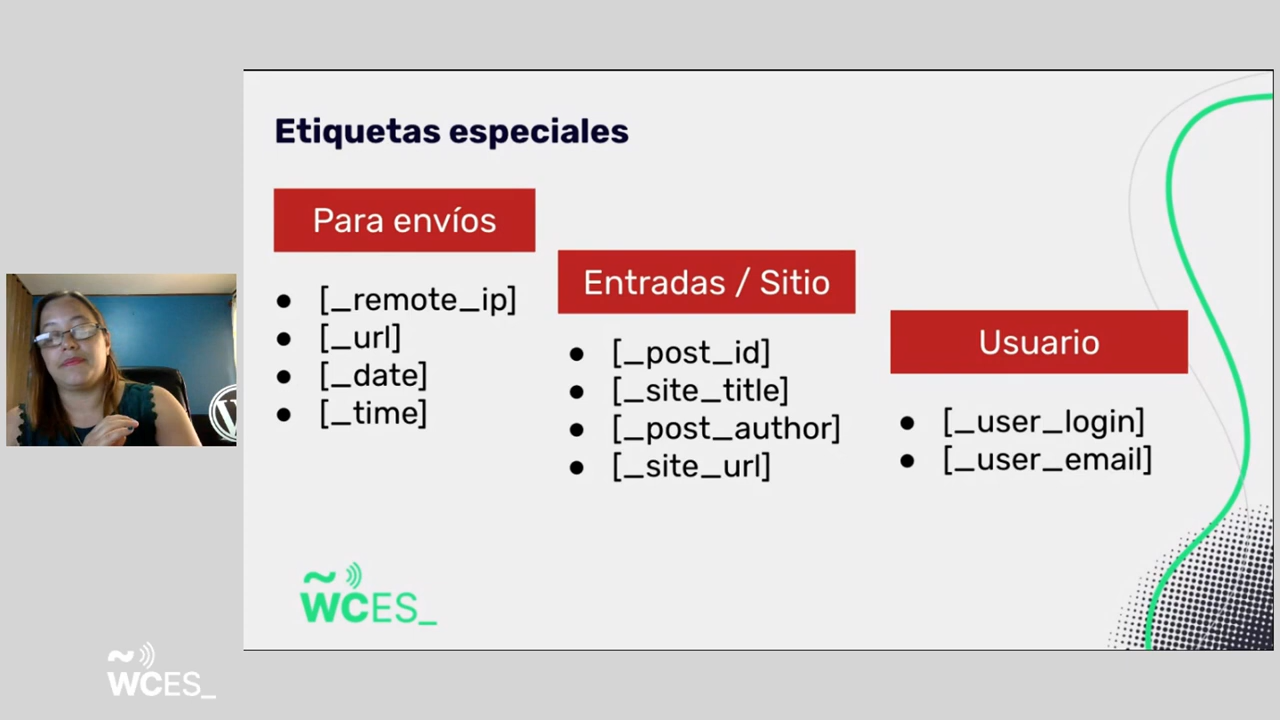 Etiquetas especiales
Para envíos
[_remote_ip]
[_url]
[_date]
[_time]
Entradas / Sitio
[_post_id]
[_site_title]
[_post_author]
[_site_url]
Usuario
[_user_login]
[_user_email]
~
WCES_
~
WCES_